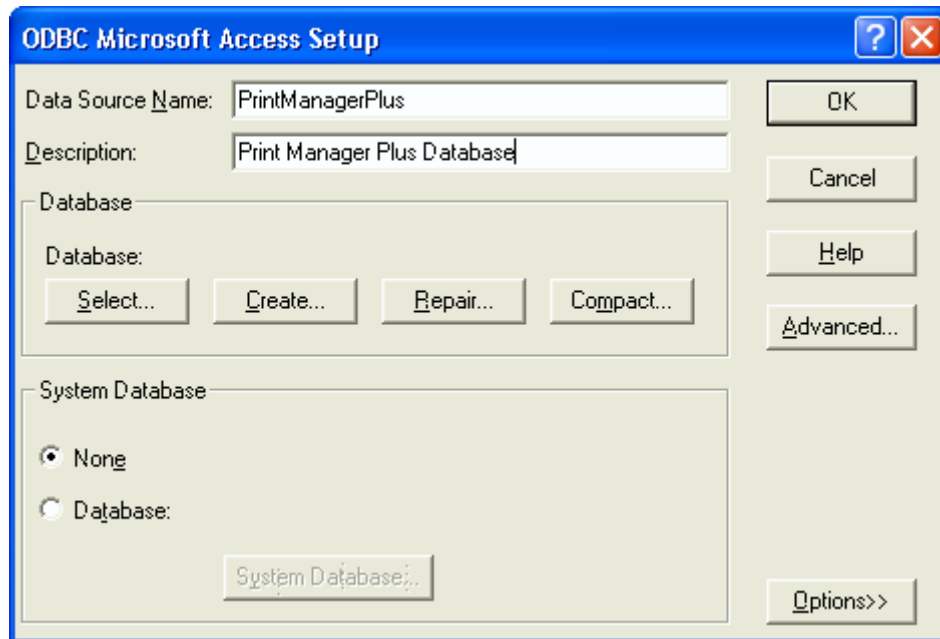 ODBC Microsoft Access Setup
Data Source Name: PrintManagerPlus
OK
Description: Print Manager Plus Database
Cancel
Database
Database:
Help
Select... Create... Repair... Compact...
Advanced...
System Database
None
Database:
System Database...
Options>>